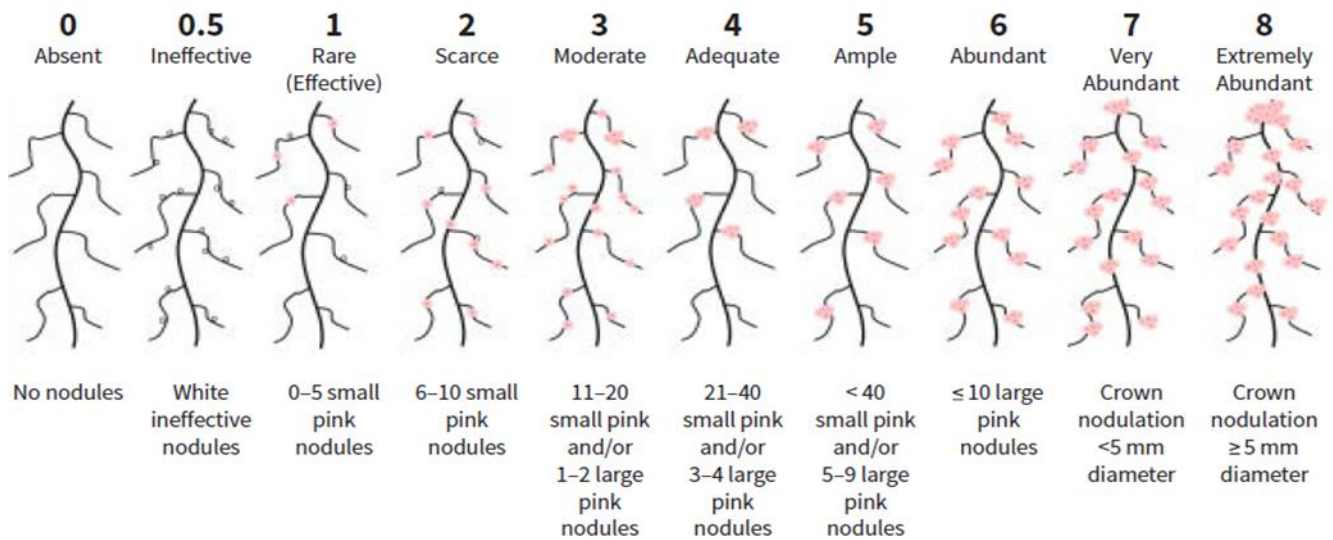 0 0.5 1 2 3 4 5 6 7 8
Absent Ineffective Rare Scarce Moderate Adequate Ample Abundant Very Extremely
(Effective) Abundant Abundant
No nodules White 0–5 small 6–10 small 11–20 21–40 < 40 ≤ 10 large Crown Crown
ineffective pink pink small pink small pink small pink pink nodulation nodulation
nodules nodules nodules and/or and/or and/or nodules <5 mm ≥ 5 mm
1–2 large 3–4 large 5–9 large diameter diameter
pink pink pink
nodules nodules nodules